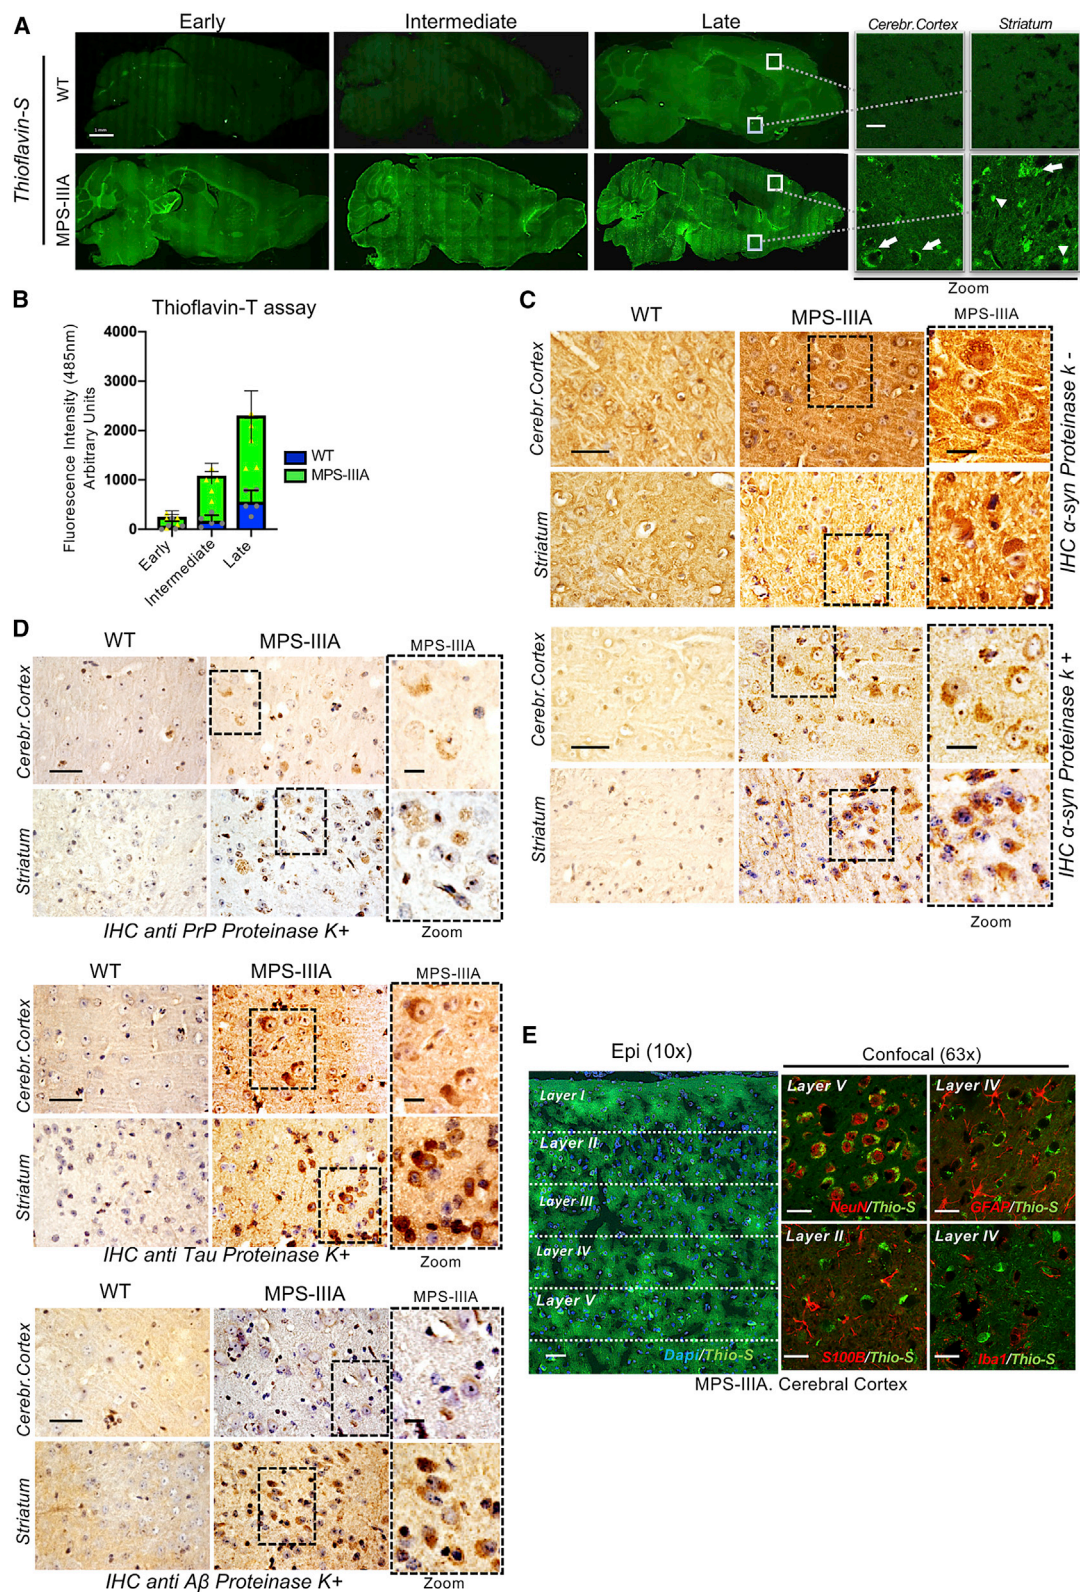 A
Early
Intermediate
Late
Cerebr.Cortex
Striatum
Thioflavin-S
WT
MPS-IIIA
1 mm
Zoom
B
Thioflavin-T assay
Fluorescence Intensity (485nm)
Arbitrary Units
4000
3000
2000
1000
0
Early
Intermediate
Late
WT
MPS-IIIA
C
WT
MPS-IIIA
MPS-IIIA
Cerebr.Cortex
Striatum
IHC α-syn Proteinase k -
Cerebr.Cortex
Striatum
IHC α-syn Proteinase k +
Zoom
D
WT
MPS-IIIA
MPS-IIIA
Cerebr.Cortex
Striatum
IHC anti PrP Proteinase K+
Zoom
WT
MPS-IIIA
MPS-IIIA
Cerebr.Cortex
Striatum
IHC anti Tau Proteinase K+
Zoom
WT
MPS-IIIA
MPS-IIIA
Cerebr.Cortex
Striatum
IHC anti Aβ Proteinase K+
Zoom
E
Epi (10x)
Confocal (63x)
Layer I
Layer II
Layer III
Layer IV
Layer V
Dapi/Thio-S
Layer V
NeuN/Thio-S
Layer IV
GFAP/Thio-S
Layer II
S100B/Thio-S
Layer IV
Iba1/Thio-S
MPS-IIIA. Cerebral Cortex